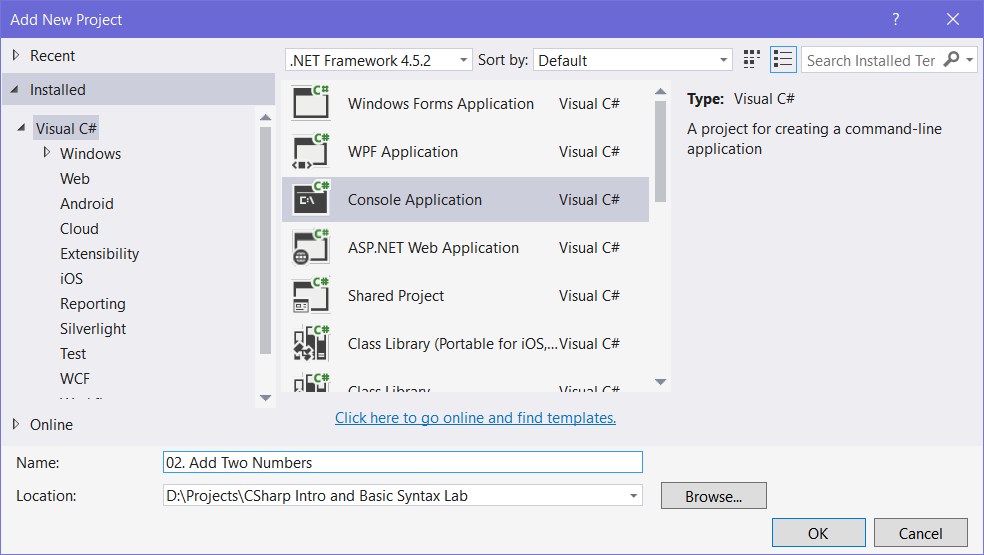 Add New Project
?
Recent
Installed
Visual C#
Windows
Web
Android
Cloud
Extensibility
iOS
Reporting
Silverlight
Test
WCF
Online
.NET Framework 4.5.2 Sort by: Default
Search Installed Ter
C# Windows Forms Application Visual C#
C# WPF Application Visual C#
C# C:\ Console Application Visual C#
C# ASP.NET Web Application Visual C#
C# Shared Project Visual C#
C# Class Library (Portable for iOS,... Visual C#
C# Class Library Visual C#
Click here to go online and find templates.
Type: Visual C#
A project for creating a command-line
application
Name: 02. Add Two Numbers
Location: D:\Projects\CSharp Intro and Basic Syntax Lab Browse...
OK Cancel